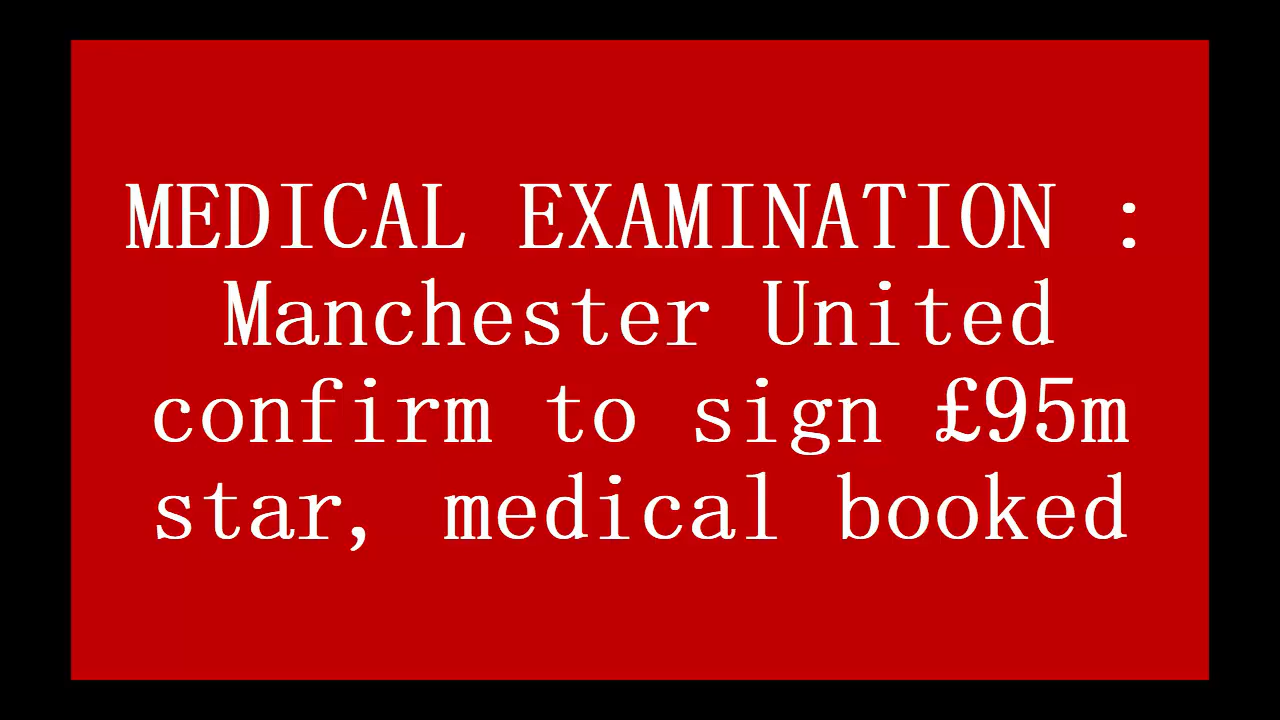 MEDICAL EXAMINATION :
Manchester United
confirm to sign £95m
star, medical booked